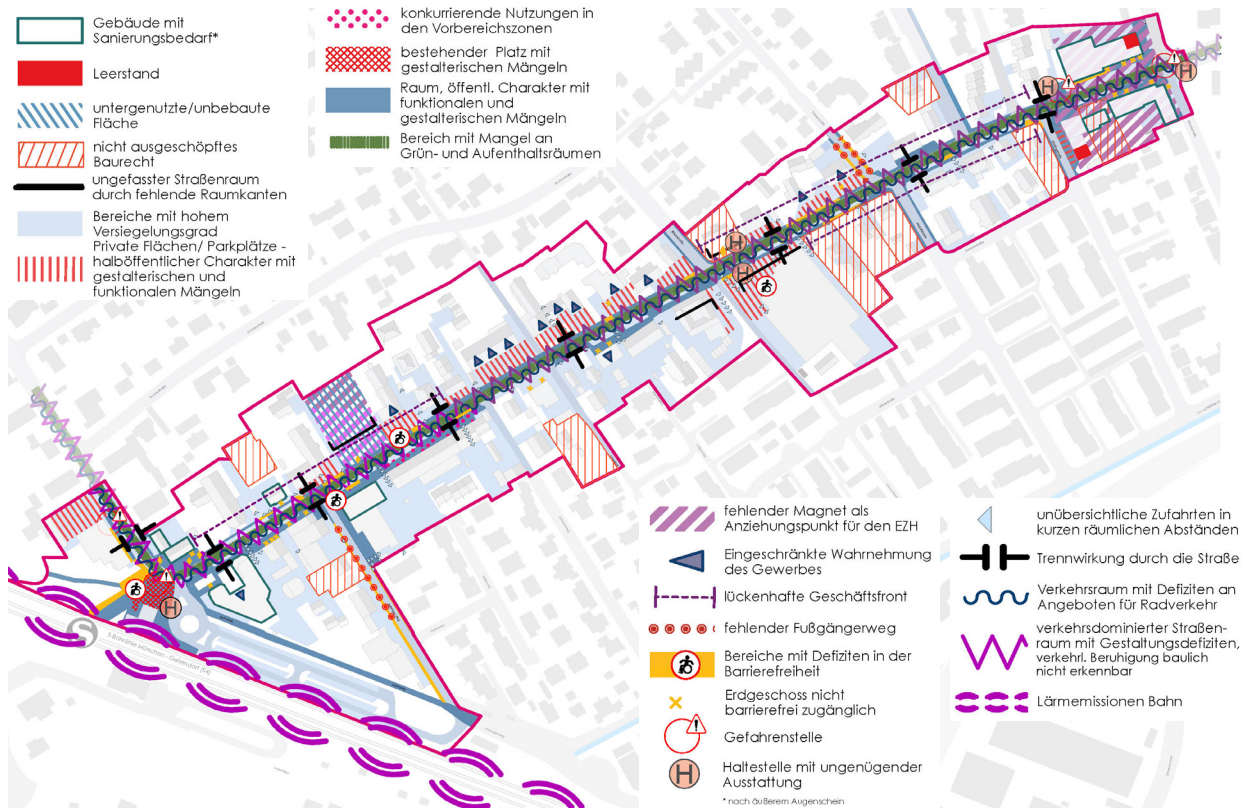 Gebäude mit
Sanierungsbedarf*
Leerstand
untergenutzte/unbebaute
Fläche
nicht ausgeschöpftes
Baurecht
ungefasster Straßenraum
durch fehlende Raumkanten
Bereiche mit hohem
Versiegelungsgrad
Private Flächen/ Parkplätze -
halböffentlicher Charakter mit
gestalterischen und
funktionalen Mängeln
konkurrierende Nutzungen in
den Vorbereichszonen
bestehender Platz mit
gestalterischen Mängeln
Raum, öffentl. Charakter mit
funktionalen und
gestalterischen Mängeln
Bereich mit Mangel an
Grün- und Aufenthaltsräumen
H
H
H
H
H
S
S-Bahnlinie München - Geltendorf (S4)
fehlender Magnet als
Anziehungspunkt für den EZH
Eingeschränkte Wahrnehmung
des Gewerbes
lückenhafte Geschäftsfront
fehlender Fußgängerweg
Bereiche mit Defiziten in der
Barrierefreiheit
Erdgeschoss nicht
barrierefrei zugänglich
Gefahrenstelle
H
Haltestelle mit ungenügender
Ausstattung
* nach äußerem Augenschein
unübersichtliche Zufahrten in
kurzen räumlichen Abständen
Trennwirkung durch die Straße
Verkehrsraum mit Defiziten an
Angeboten für Radverkehr
verkehrsdominierter Straßen-
raum mit Gestaltungsdefiziten,
verkehrl. Beruhigung baulich
nicht erkennbar
Lärmemissionen Bahn